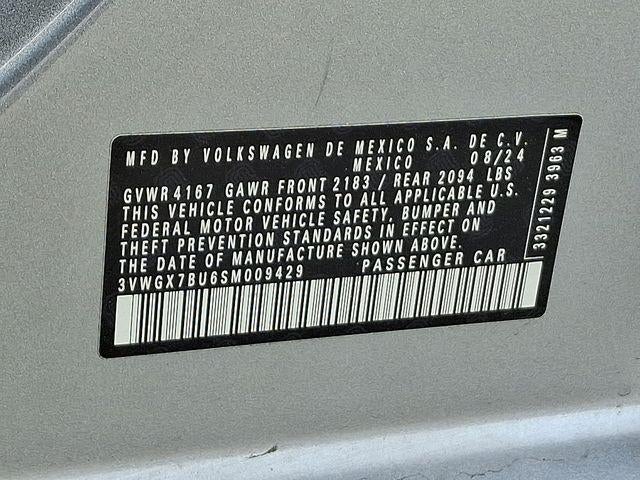 MFD BY VOLKSWAGEN DE MEXICO S.A. DE C.V.
MEXICO 08/24
GVWR 4167 GAWR FRONT 2183 / REAR 2094 LBS
THIS VEHICLE CONFORMS TO ALL APPLICABLE U.S.
FEDERAL MOTOR VEHICLE SAFETY, BUMPER AND
THEFT PREVENTION STANDARDS IN EFFECT ON
THE DATE OF MANUFACTURE SHOWN ABOVE.
3VWGX7BU6SM009429 PASSENGER CAR
3321229 3963 M